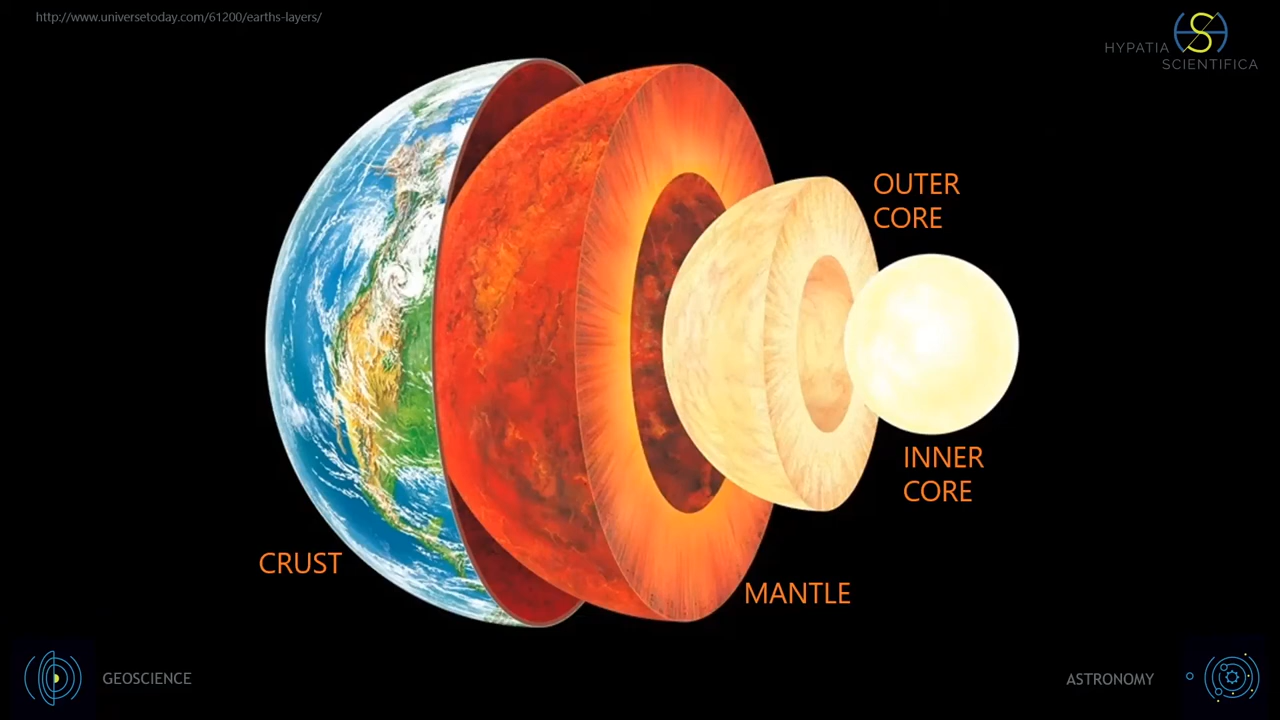 http://www.universetoday.com/61200/earths-layers/
HYPATIA
SCIENTIFICA
OUTER
CORE
INNER
CORE
CRUST
MANTLE
GEOSCIENCE
ASTRONOMY